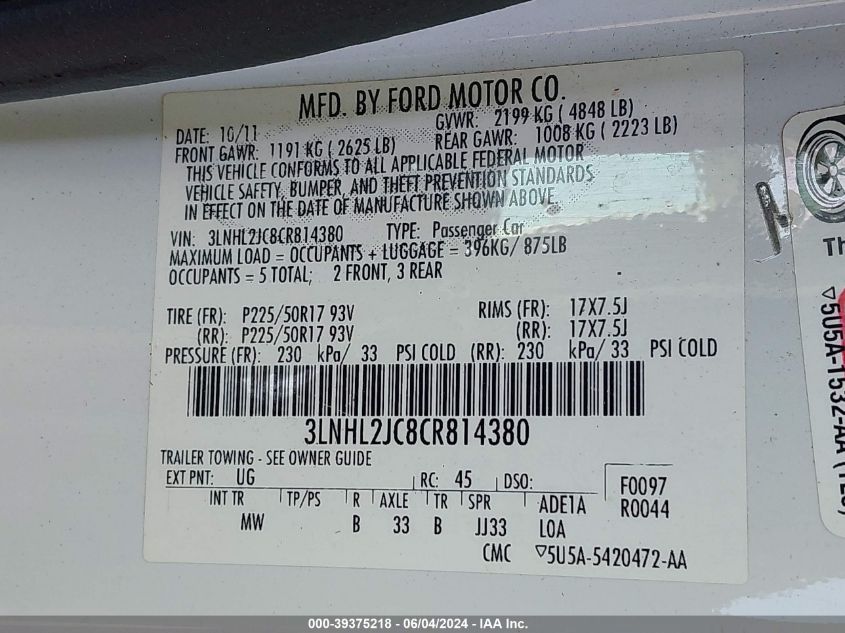 MFD. BY FORD MOTOR CO.
DATE: 10/11 GVWR: 2199 KG ( 4848 LB)
FRONT GAWR: 1191 KG ( 2625 LB) REAR GAWR: 1008 KG ( 2223 LB)
THIS VEHICLE CONFORMS TO ALL APPLICABLE FEDERAL MOTOR
VEHICLE SAFETY, BUMPER, AND THEFT PREVENTION STANDARDS
IN EFFECT ON THE DATE OF MANUFACTURE SHOWN ABOVE.
VIN: 3LNHL2JC8CR814380 TYPE: Passenger Car
MAXIMUM LOAD = OCCUPANTS + LUGGAGE = 396KG/ 875LB
OCCUPANTS = 5 TOTAL; 2 FRONT, 3 REAR
TIRE (FR): P225/50R17 93V RIMS (FR): 17X7.5J
(RR): P225/50R17 93V (RR): 17X7.5J
PRESSURE (FR): 230 kPa/ 33 PSI COLD (RR): 230 kPa/ 33 PSI COLD
3LNHL2JC8CR814380
TRAILER TOWING - SEE OWNER GUIDE
EXT PNT: UG RC: 45 DSO: F0097
INT TR TP/PS R AXLE TR SPR ADE1A R0044
MW B 33 B JJ33 LOA
CMC ▽5U5A-5420472-AA
Th
▽5U5A-1532-AA
000-39375218 - 06/04/2024 - IAA Inc.